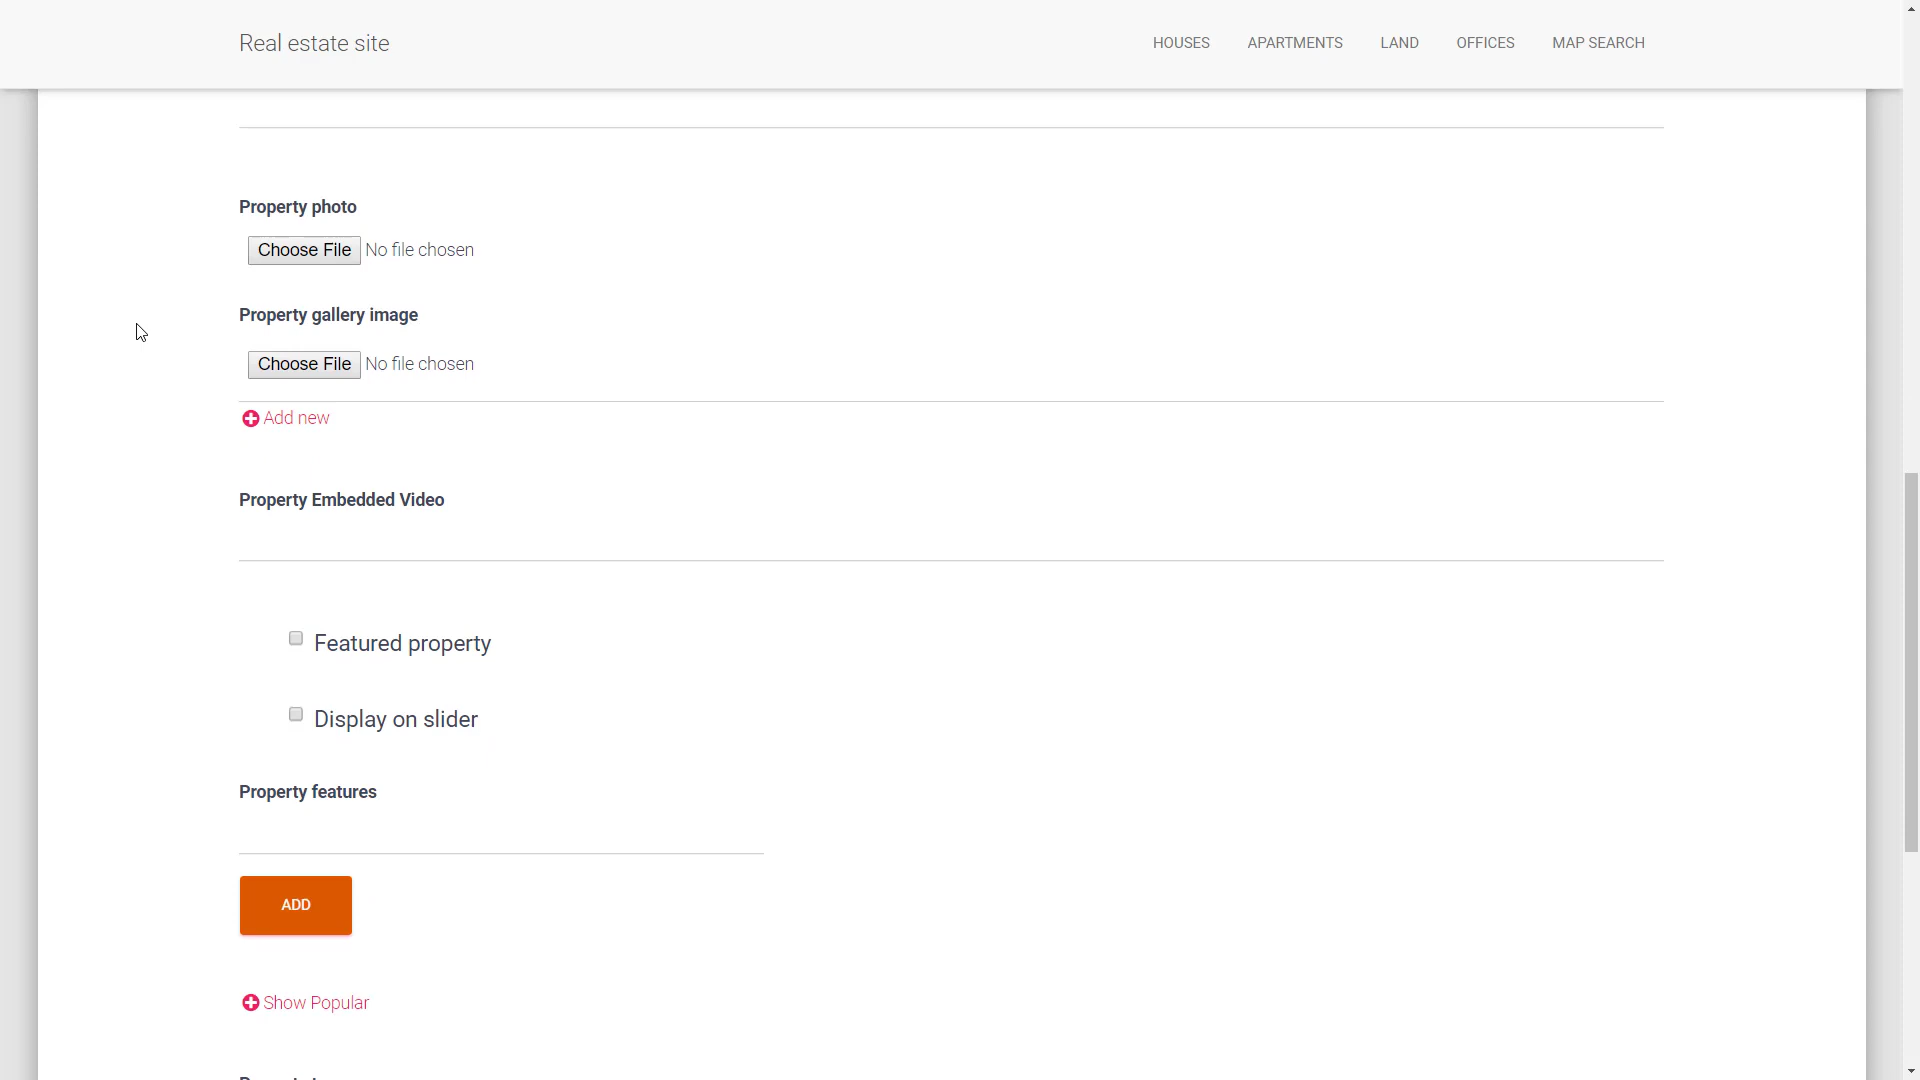 Real estate site
HOUSES
APARTMENTS
LAND
OFFICES
MAP SEARCH
Property photo
Choose File No file chosen
Property gallery image
Choose File No file chosen
Add new
Property Embedded Video
Featured property
Display on slider
Property features
ADD
Show Popular